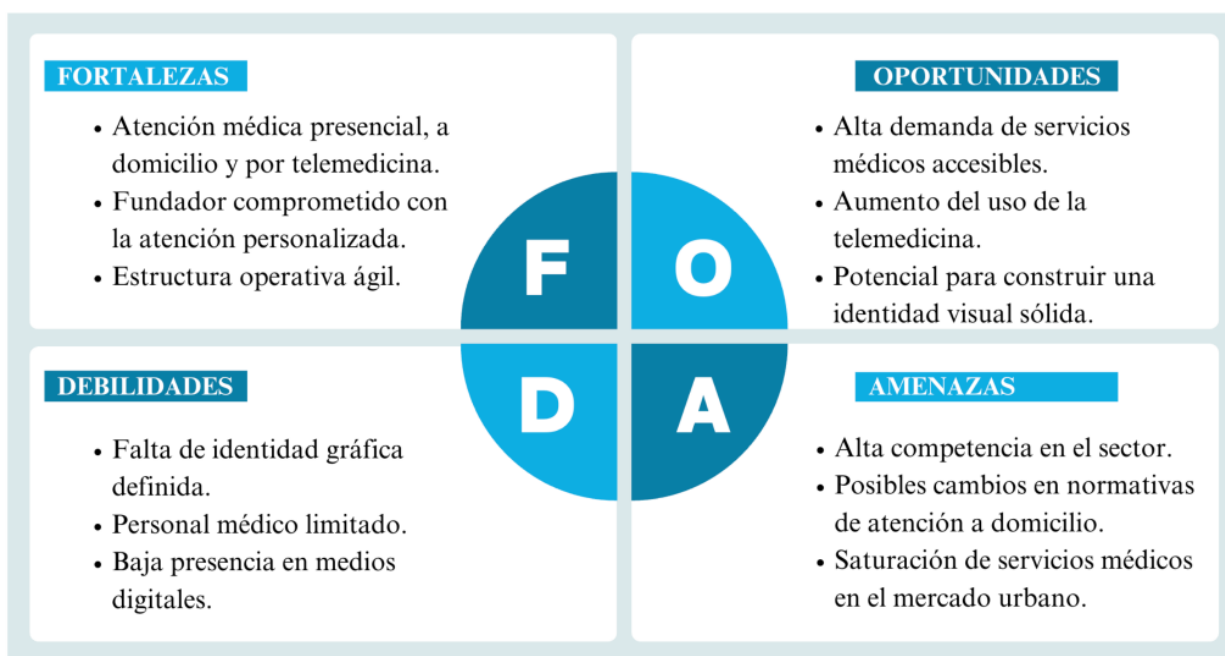 FORTALEZAS
• Atención médica presencial, a
domicilio y por telemedicina.
• Fundador comprometido con
la atención personalizada.
• Estructura operativa ágil.
OPORTUNIDADES
• Alta demanda de servicios
médicos accesibles.
• Aumento del uso de la
telemedicina.
• Potencial para construir una
identidad visual sólida.
F
O
D
A
DEBILIDADES
• Falta de identidad gráfica
definida.
• Personal médico limitado.
• Baja presencia en medios
digitales.
AMENAZAS
• Alta competencia en el sector.
• Posibles cambios en normativas
de atención a domicilio.
• Saturación de servicios médicos
en el mercado urbano.